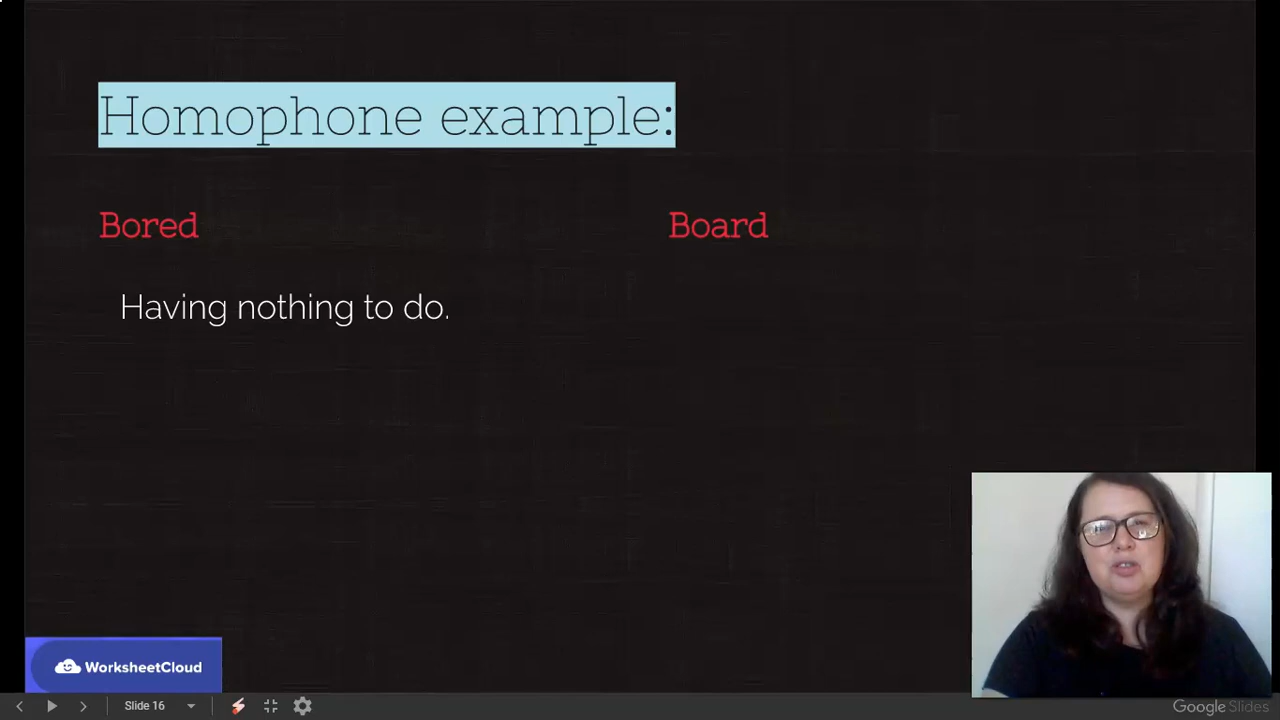 Homophone example:
Bored
Board
Having nothing to do.
WorksheetCloud
Slide 16
Google Slides